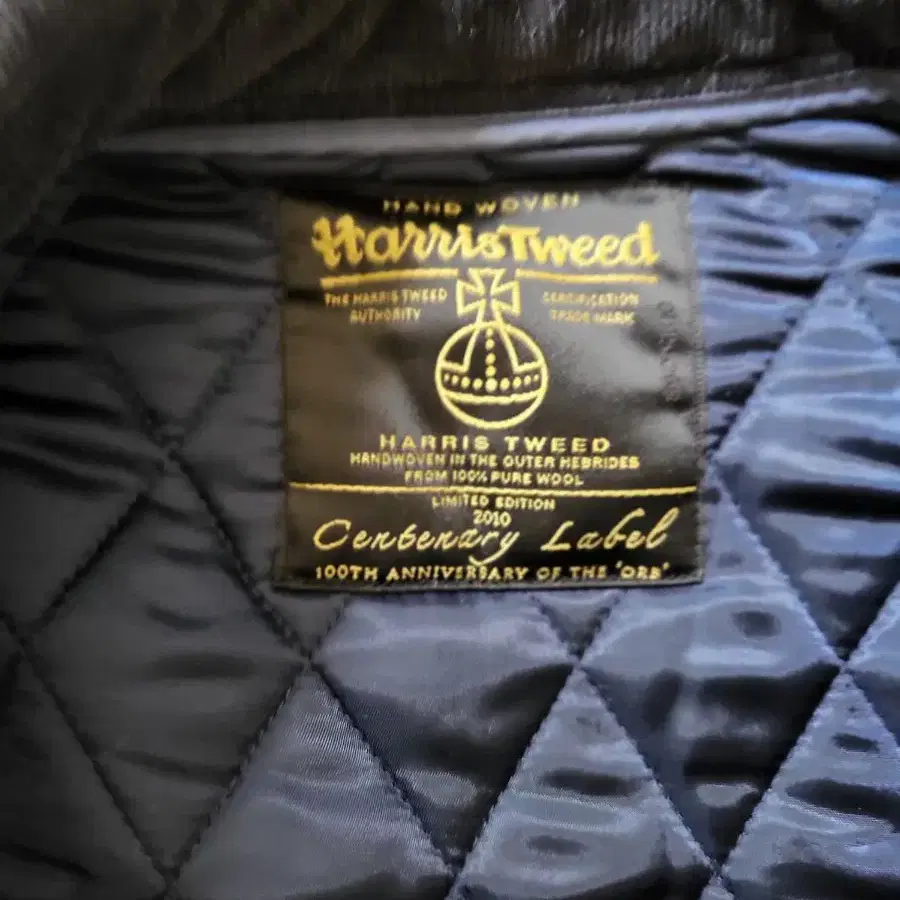 HAND WOVEN
Harris Tweed
THE HARRIS TWEED CERTIFICATION
AUTHORITY TRADE MARK
HARRIS TWEED
HANDWOVEN IN THE OUTER HEBRIDES
FROM 100% PURE WOOL
LIMITED EDITION
2010
Centenary Label
100TH ANNIVERSARY OF THE 'ORB'